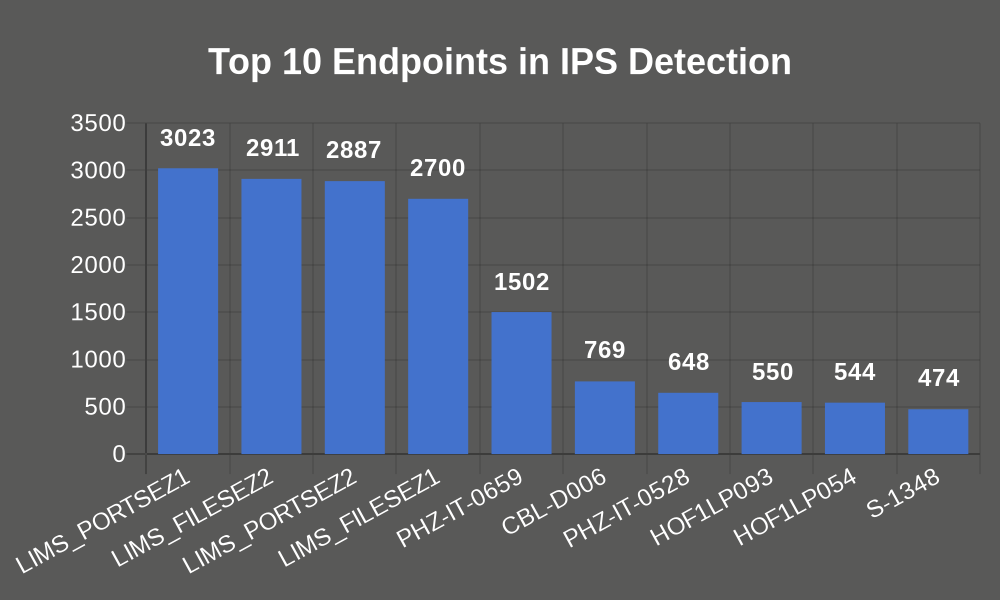 Top 10 Endpoints in IPS Detection
3500
3000
2500
2000
1500
1000
500
0
3023
2911
2887
2700
1502
769
648
550
544
474
LIMS_PORTSEZ1
LIMS_FILESEZ2
LIMS_PORTSEZ2
LIMS_FILESEZ1
PHZ-IT-0659
CBL-D006
PHZ-IT-0528
HOF1LP093
HOF1LP054
S-1348